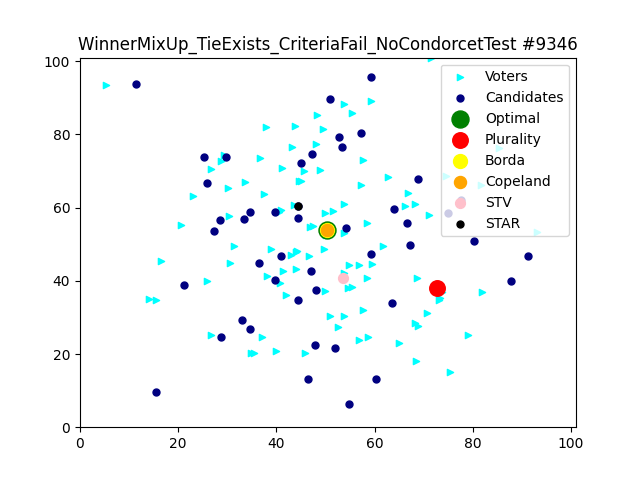 WinnerMixUp_TieExists_CriteriaFail_NoCondorcetTest #9346
100
80
60
40
20
0
0 20 40 60 80 100
Voters
Candidates
Optimal
Plurality
Borda
Copeland
STV
STAR